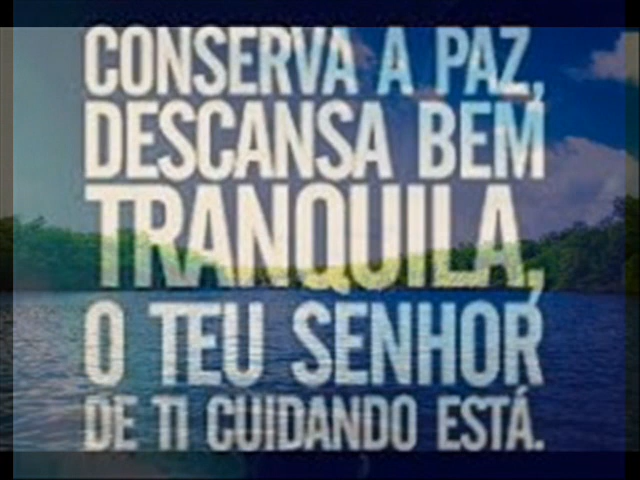 CONSERVA A PAZ,
DESCANSA BEM
TRANQUILA,
O TEU SENHOR
DE TI CUIDANDO ESTÁ.